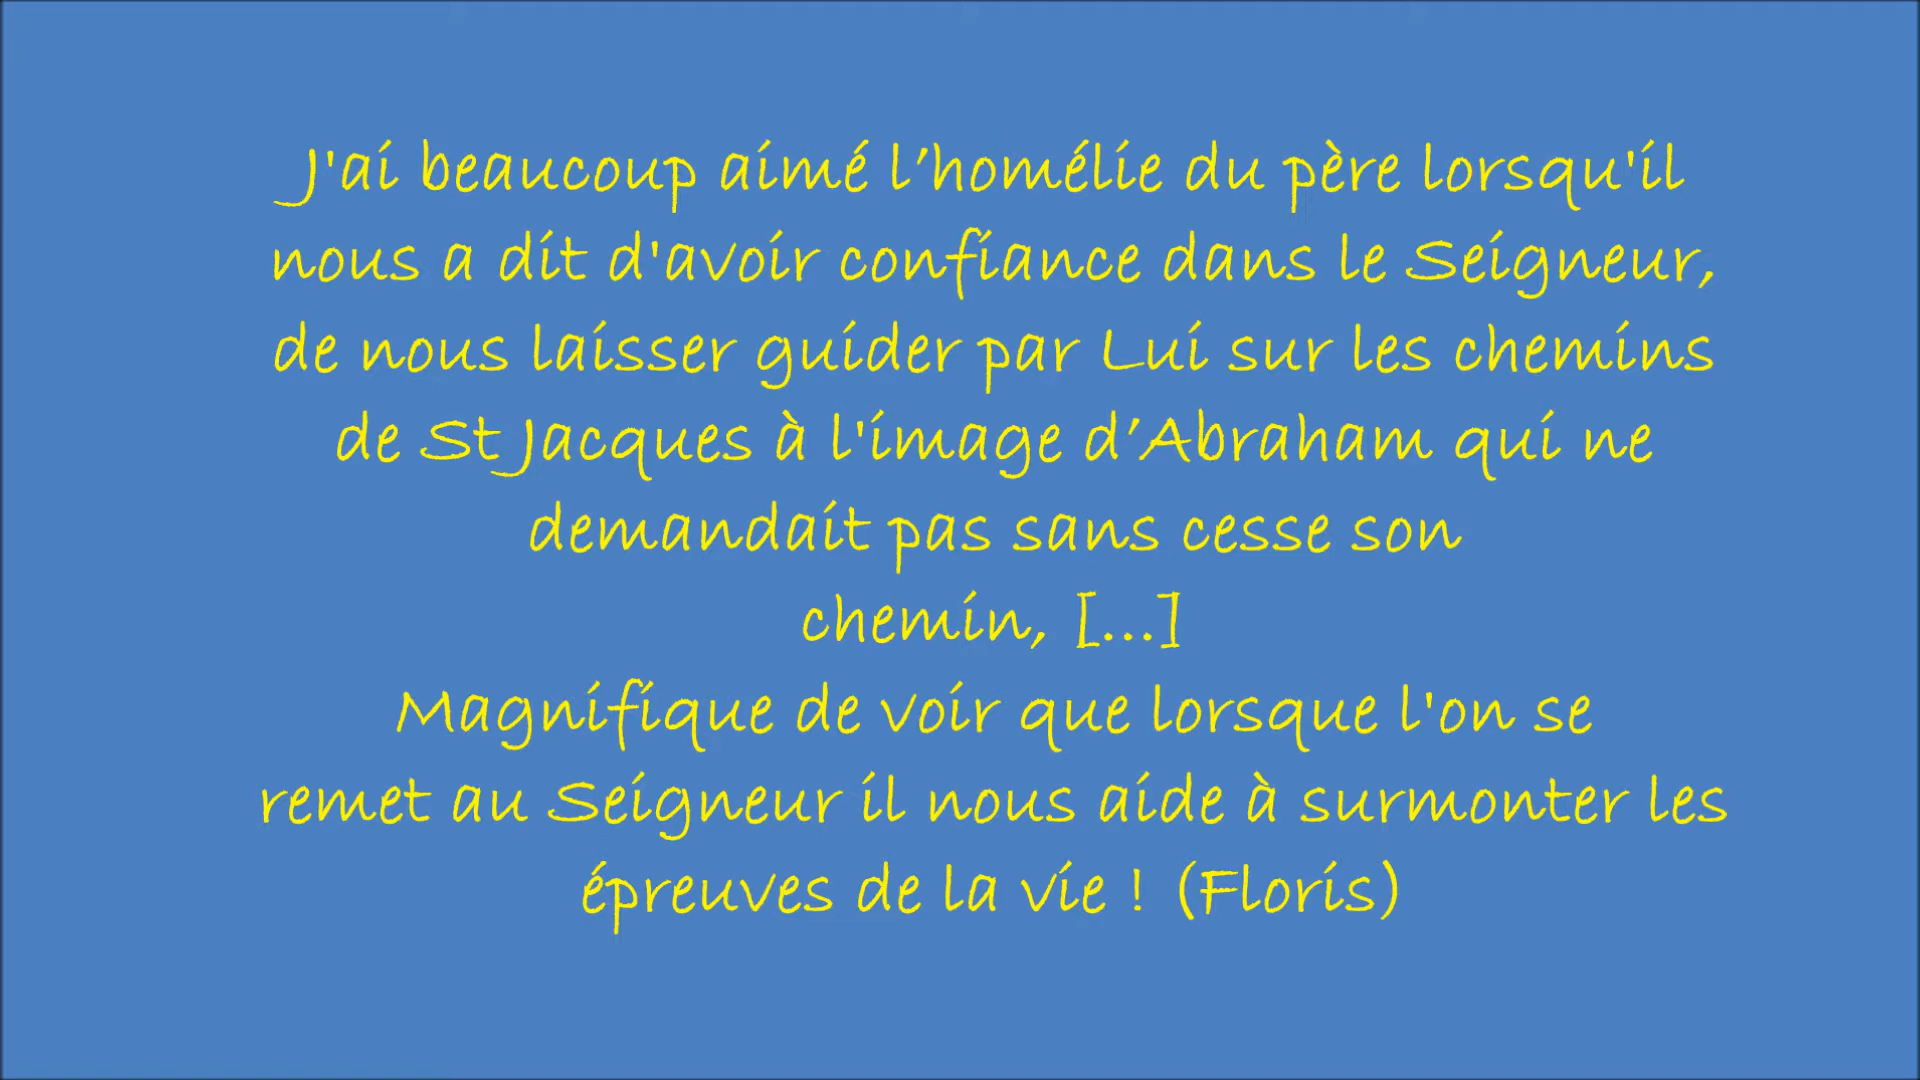 J'ai beaucoup aimé l’homélie du père lorsqu'il
nous a dit d'avoir confiance dans le Seigneur,
de nous laisser guider par Lui sur les chemins
de St Jacques à l'image d’Abraham qui ne
demandait pas sans cesse son
chemin, [...]
Magnifique de voir que lorsque l'on se
remet au Seigneur il nous aide à surmonter les
épreuves de la vie ! (Floris)